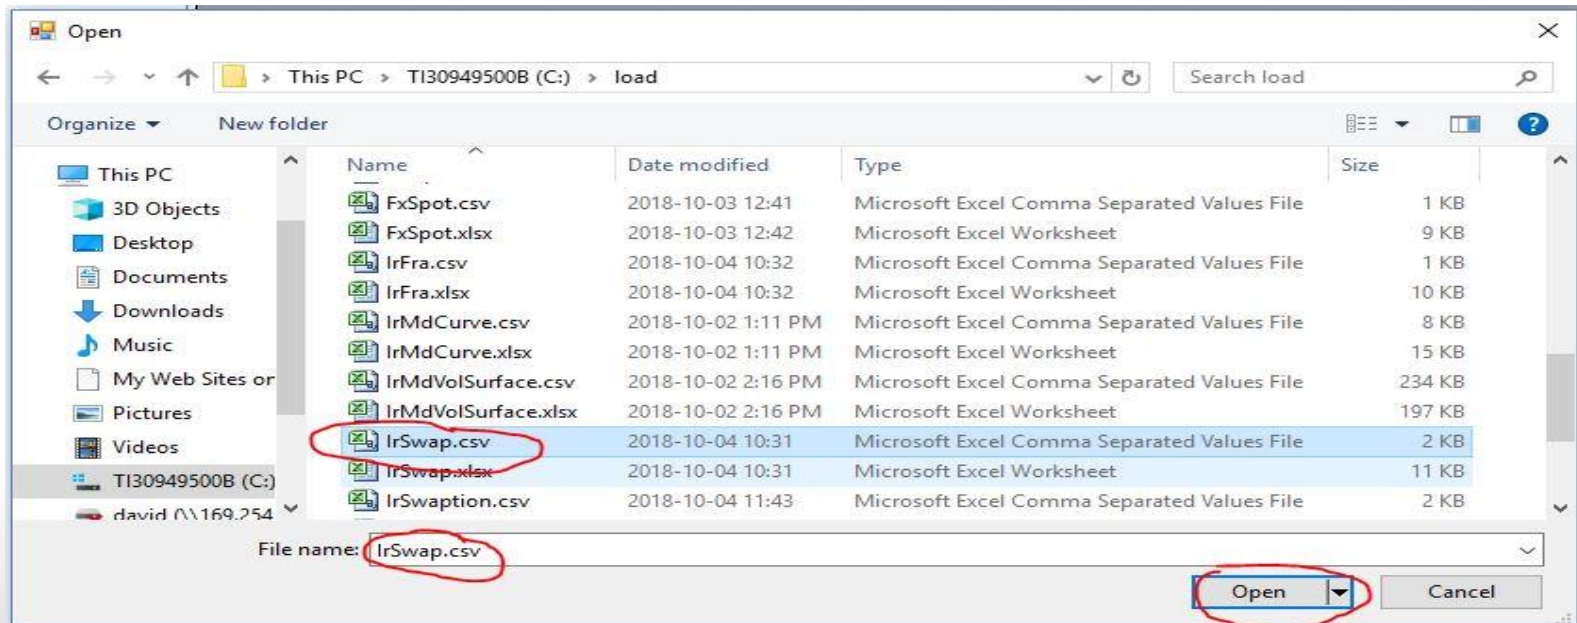 Open
This PC > TI30949500B (C:) > load
Search load
Organize
New folder
Name
Date modified
Type
Size
This PC
3D Objects
Desktop
Documents
Downloads
Music
My Web Sites or
Pictures
Videos
TI30949500B (C:)
david (\\169.254
FxSpot.csv 2018-10-03 12:41 Microsoft Excel Comma Separated Values File 1 KB
FxSpot.xlsx 2018-10-03 12:42 Microsoft Excel Worksheet 9 KB
IrFra.csv 2018-10-04 10:32 Microsoft Excel Comma Separated Values File 1 KB
IrFra.xlsx 2018-10-04 10:32 Microsoft Excel Worksheet 10 KB
IrMdCurve.csv 2018-10-02 1:11 PM Microsoft Excel Comma Separated Values File 8 KB
IrMdCurve.xlsx 2018-10-02 1:11 PM Microsoft Excel Worksheet 15 KB
IrMdVolSurface.csv 2018-10-02 2:16 PM Microsoft Excel Comma Separated Values File 234 KB
IrMdVolSurface.xlsx 2018-10-02 2:16 PM Microsoft Excel Worksheet 197 KB
IrSwap.csv 2018-10-04 10:31 Microsoft Excel Comma Separated Values File 2 KB
IrSwap.xlsx 2018-10-04 10:31 Microsoft Excel Worksheet 11 KB
IrSwaption.csv 2018-10-04 11:43 Microsoft Excel Comma Separated Values File 2 KB
File name: IrSwap.csv
Open
Cancel